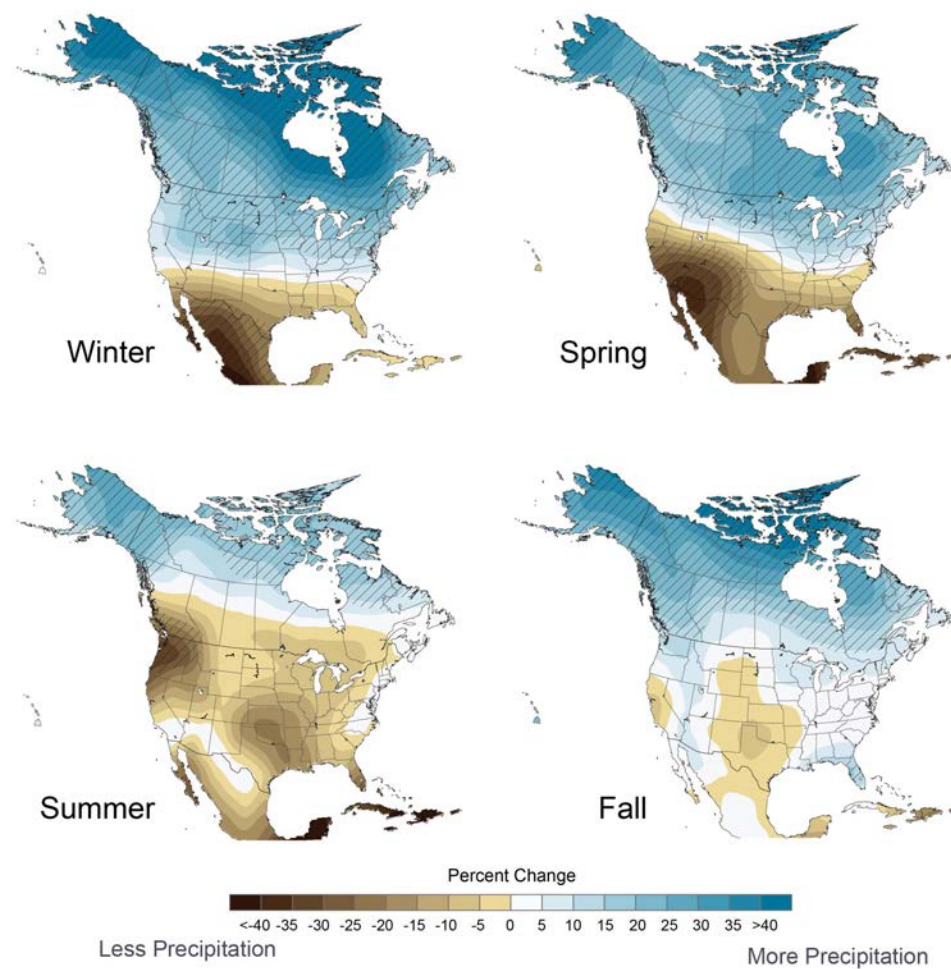 Winter
Spring
Summer
Fall
Percent Change
<-40 -35 -30 -25 -20 -15 -10 -5 0 5 10 15 20 25 30 35 >40
Less Precipitation
More Precipitation